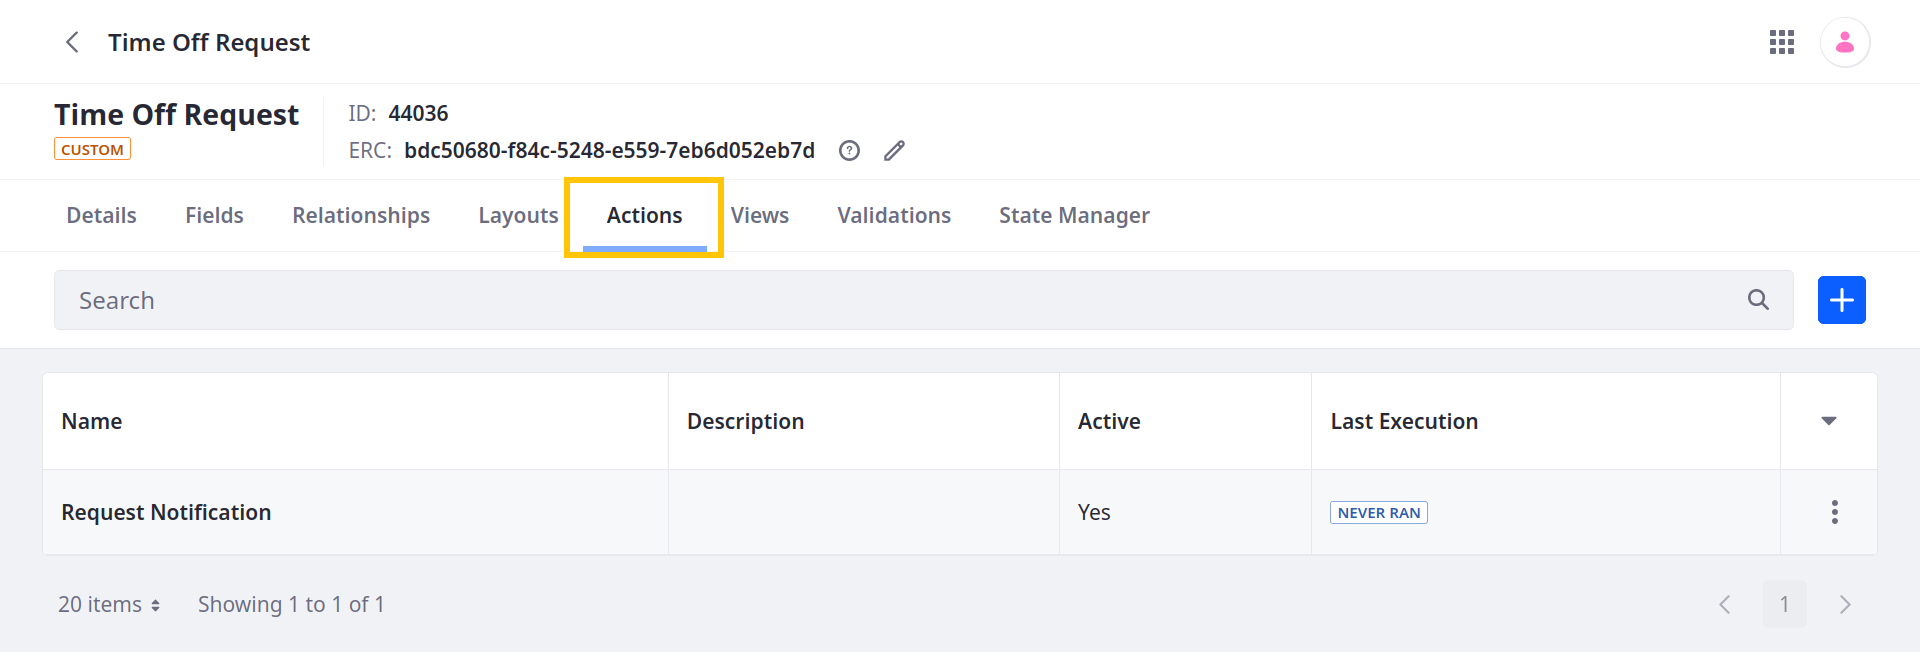 Time Off Request
Time Off Request
CUSTOM
ID: 44036
ERC: bdc50680-f84c-5248-e559-7eb6d052eb7d
Details Fields Relationships Layouts Actions Views Validations State Manager
Search
Name Description Active Last Execution
Request Notification Yes NEVER RAN
20 items Showing 1 to 1 of 1 1